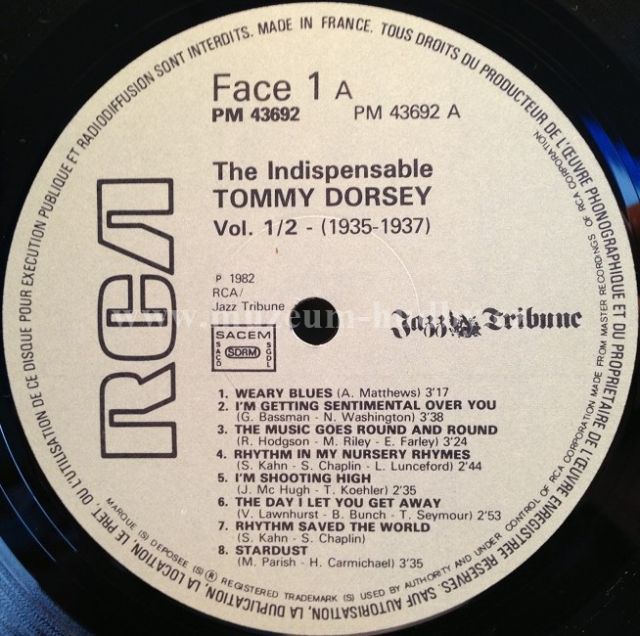 TOUS DROITS DU PRODUCTEUR DE L'ŒUVRE PHONOGRAPHIQUE ET DU PROPRIETAIRE DE L'ŒUVRE ENREGISTREE RESERVES. SAUF AUTORISATION, LA DUPLICATION, LA LOCATION, LE PRET, OU L'UTILISATION DE CE DISQUE POUR EXECUTION PUBLIQUE ET RADIODIFFUSION SONT INTERDITS. MADE IN FRANCE.
Face 1 A
PM 43692 PM 43692 A
The Indispensable
TOMMY DORSEY
Vol. 1/2 - (1935-1937)
RCA
P 1982
RCA/
Jazz Tribune
Jazz Tribune
SACEM
SACD SDRM SGDL
1. WEARY BLUES (A. Matthews) 3'17
2. I'M GETTING SENTIMENTAL OVER YOU
(G. Bassman - N. Washington) 3'38
3. THE MUSIC GOES ROUND AND ROUND
(R. Hodgson - M. Riley - E. Farley) 3'24
4. RHYTHM IN MY NURSERY RHYMES
(S. Kahn - S. Chaplin - L. Lunceford) 2'44
5. I'M SHOOTING HIGH
(J. Mc Hugh - T. Koehler) 2'35
6. THE DAY I LET YOU GET AWAY
(V. Lawnhurst - B. Bunch - T. Seymour) 2'53
7. RHYTHM SAVED THE WORLD
(S. Kahn - S. Chaplin)
8. STARDUST
(M. Parish - H. Carmichael) 3'35
MARQUE (S) DEPOSEE (S) ® REGISTERED TRADEMARK (S) USED BY AUTHORITY AND UNDER CONTROL OF RCA CORPORATION MADE FROM MASTER RECORDINGS OF RCA CORPORATION